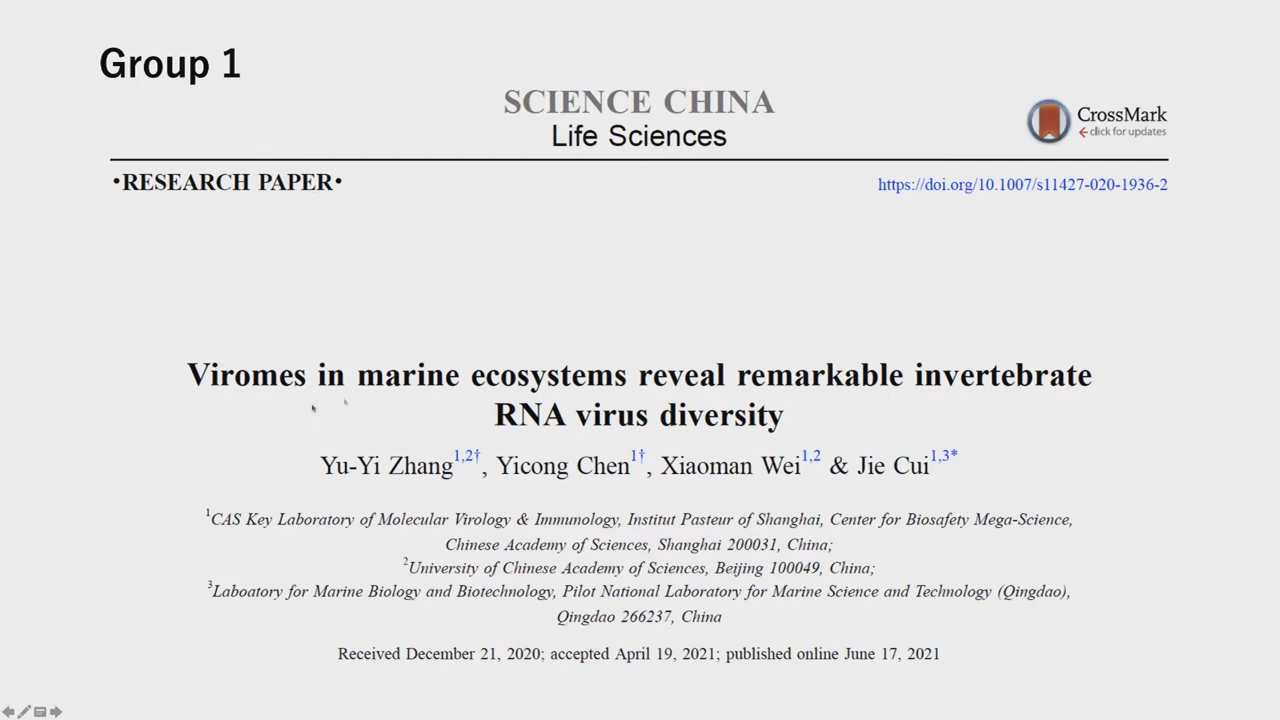 Group 1
SCIENCE CHINA
Life Sciences
CrossMark
click for updates
•RESEARCH PAPER•
https://doi.org/10.1007/s11427-020-1936-2
Viromes in marine ecosystems reveal remarkable invertebrate
RNA virus diversity
Yu-Yi Zhang1,2†, Yicong Chen1†, Xiaoman Wei1,2 & Jie Cui1,3*
1CAS Key Laboratory of Molecular Virology & Immunology, Institut Pasteur of Shanghai, Center for Biosafety Mega-Science,
Chinese Academy of Sciences, Shanghai 200031, China;
2University of Chinese Academy of Sciences, Beijing 100049, China;
3Laboatory for Marine Biology and Biotechnology, Pilot National Laboratory for Marine Science and Technology (Qingdao),
Qingdao 266237, China
Received December 21, 2020; accepted April 19, 2021; published online June 17, 2021